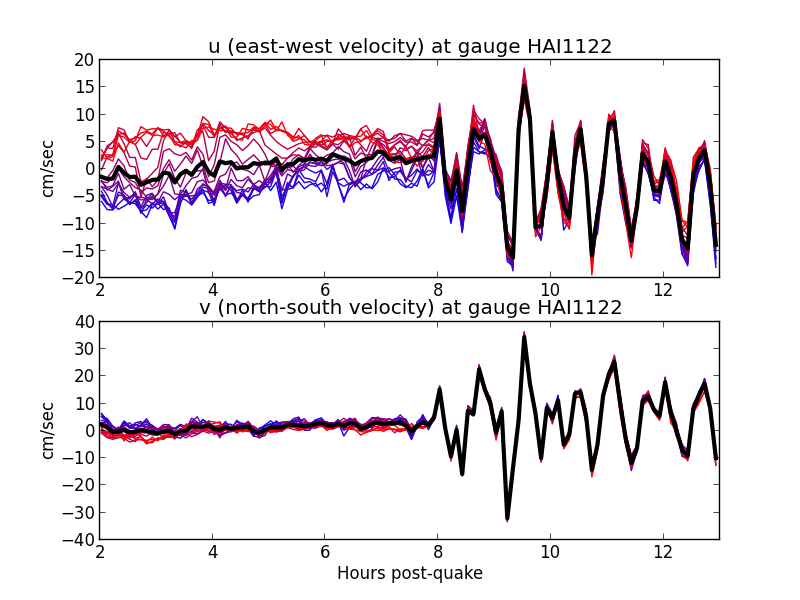 u (east-west velocity) at gauge HAI1122
20
15
10
5
0
−5
−10
−15
−20
cm/sec
2 4 6 8 10 12
v (north-south velocity) at gauge HAI1122
40
30
20
10
0
−10
−20
−30
−40
cm/sec
2 4 6 8 10 12
Hours post-quake